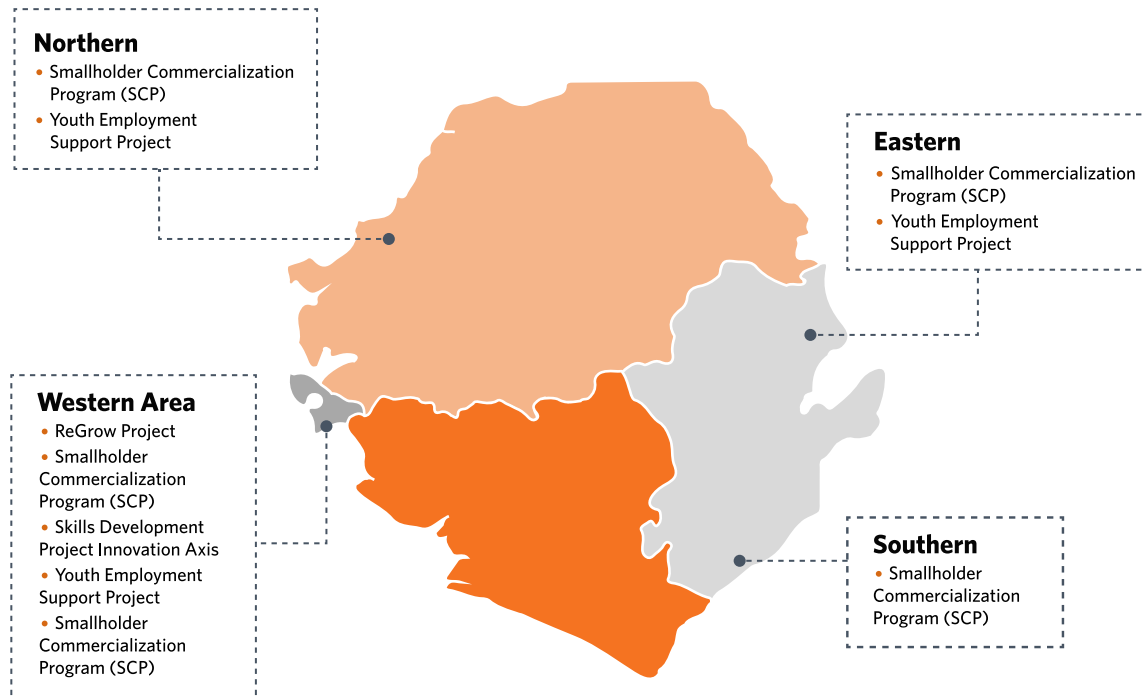 Northern
• Smallholder Commercialization
Program (SCP)
• Youth Employment
Support Project
Eastern
• Smallholder Commercialization
Program (SCP)
• Youth Employment
Support Project
Western Area
• ReGrow Project
• Smallholder
Commercialization
Program (SCP)
• Skills Development
Project Innovation Axis
• Youth Employment
Support Project
• Smallholder
Commercialization
Program (SCP)
Southern
• Smallholder
Commercialization
Program (SCP)